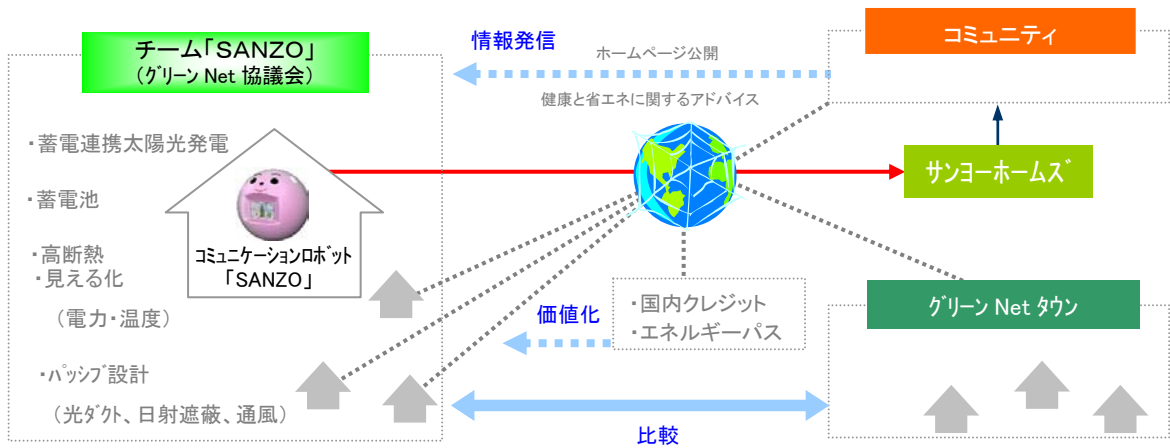 チーム「SANZO」
（グリーン Net 協議会）
・蓄電連携太陽光発電
・蓄電池
・高断熱
・見える化
（電力・温度）
・パッシブ設計
（光ダクト、日射遮蔽、通風）
コミュニケーションロボット
「SANZO」
情報発信
ホームページ公開
健康と省エネに関するアドバイス
コミュニティ
サンヨーホームズ
価値化
・国内クレジット
・エネルギーパス
グリーン Net タウン
比較